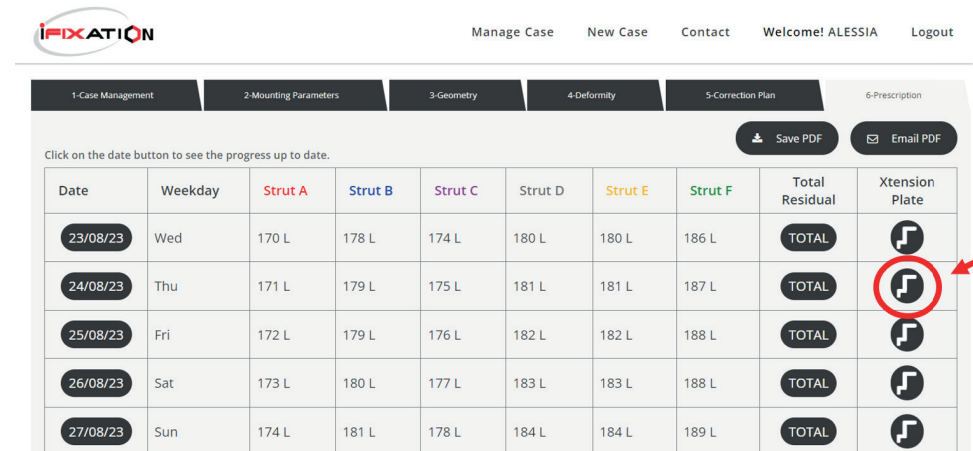 iFIXATION
Manage Case New Case Contact Welcome! ALESSIA Logout
1-Case Management 2-Mounting Parameters 3-Geometry 4-Deformity 5-Correction Plan 6-Prescription
Save PDF Email PDF
Click on the date button to see the progress up to date.
Date Weekday Strut A Strut B Strut C Strut D Strut E Strut F Total Residual Xtension Plate
23/08/23 Wed 170 L 178 L 174 L 180 L 180 L 186 L TOTAL
24/08/23 Thu 171 L 179 L 175 L 181 L 181 L 187 L TOTAL
25/08/23 Fri 172 L 179 L 176 L 182 L 182 L 188 L TOTAL
26/08/23 Sat 173 L 180 L 177 L 183 L 183 L 188 L TOTAL
27/08/23 Sun 174 L 181 L 178 L 184 L 184 L 189 L TOTAL